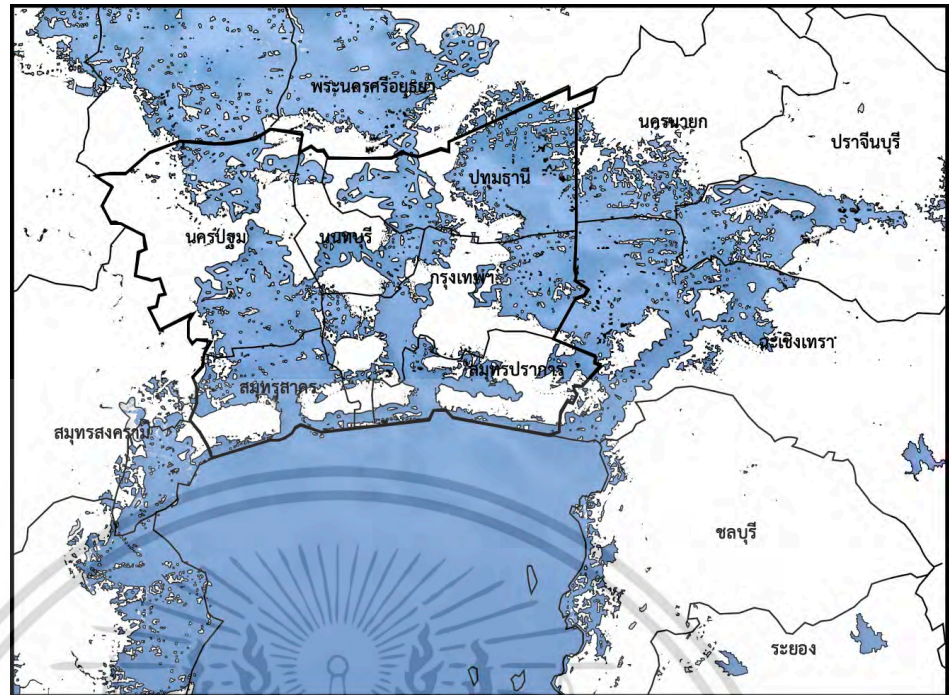 พระนครศรีอยุธยา
นครนายก
ปราจีนบุรี
ปทุมธานี
นครปฐม
นนทบุรี
กรุงเทพฯ
ฉะเชิงเทรา
สมุทรปราการ
สมุทรสาคร
สมุทรสงคราม
ชลบุรี
ระยอง